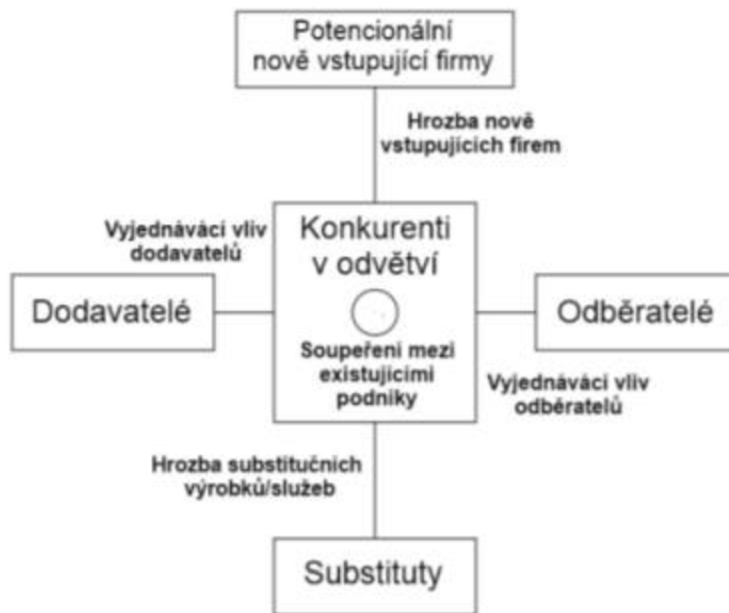 Potencionální
nově vstupující firmy
Hrozba nově
vstupujících firem
Vyjednávácí vliv
dodavatelů
Konkurenti
v odvětví
Dodavatelé
Odběratelé
Soupeření mezi
existujícími
podniky
Vyjednávácí vliv
odběratelů
Hrozba substitučních
výrobků/služeb
Substituty